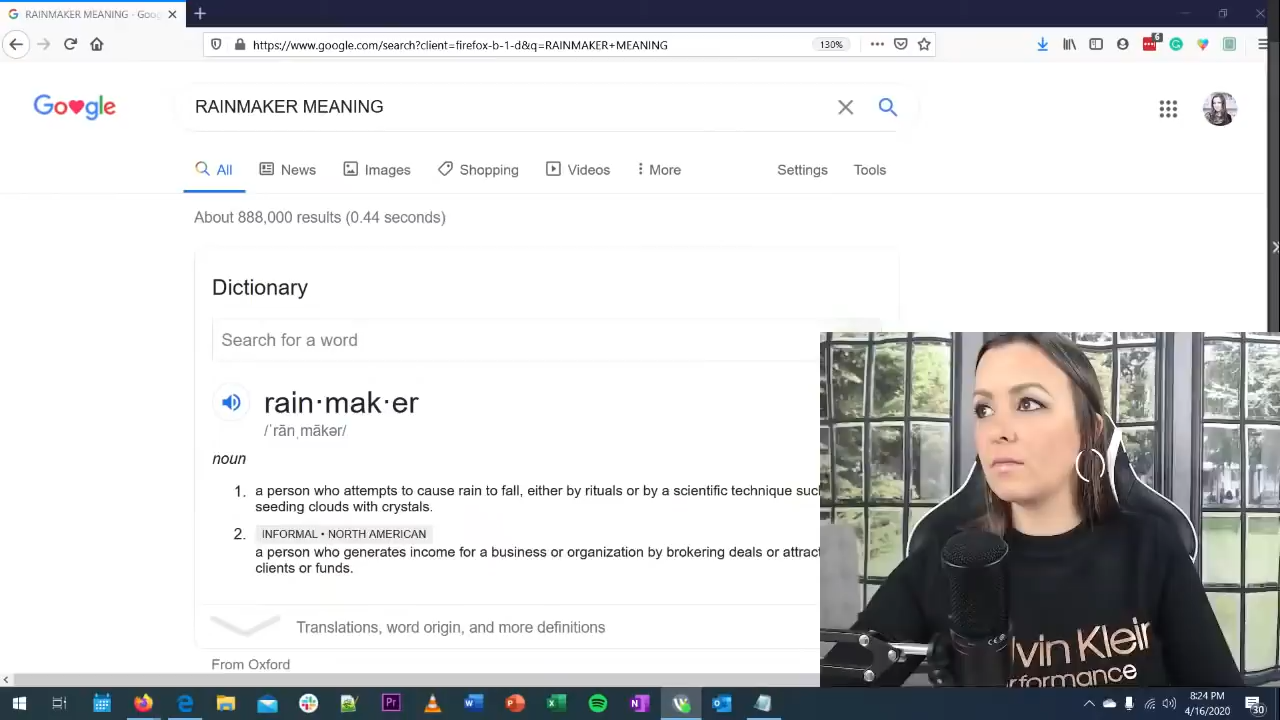 RAINMAKER MEANING - Goo
https://www.google.com/search?client=firefox-b-1-d&q=RAINMAKER+MEANING
130%
6
Google
RAINMAKER MEANING
All News Images Shopping Videos More Settings Tools
About 888,000 results (0.44 seconds)
Dictionary
Search for a word
rain·mak·er
/ˈrānˌmākər/
noun
1. a person who attempts to cause rain to fall, either by rituals or by a scientific technique suc
seeding clouds with crystals.
2. INFORMAL • NORTH AMERICAN
a person who generates income for a business or organization by brokering deals or attract
clients or funds.
Translations, word origin, and more definitions
From Oxford
lvin Klein
rformance
8:24 PM
4/16/2020
30